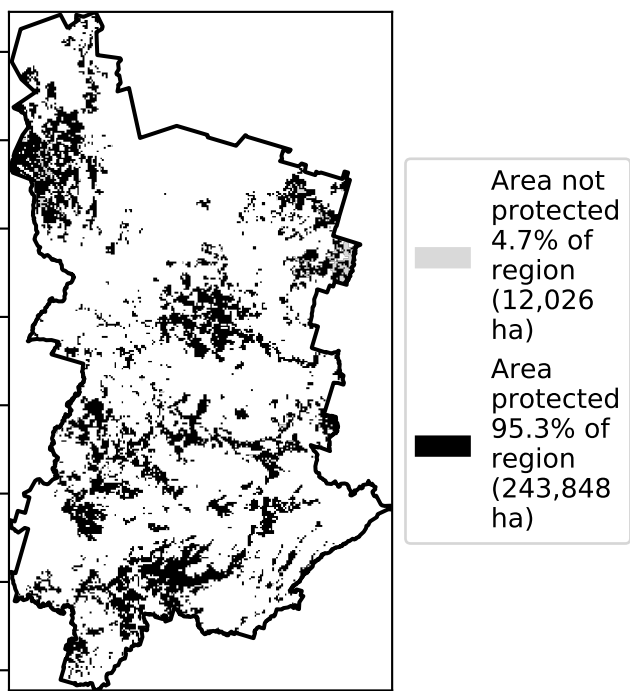 Area not
protected
4.7% of
region
(12,026
ha)
Area
protected
95.3% of
region
(243,848
ha)